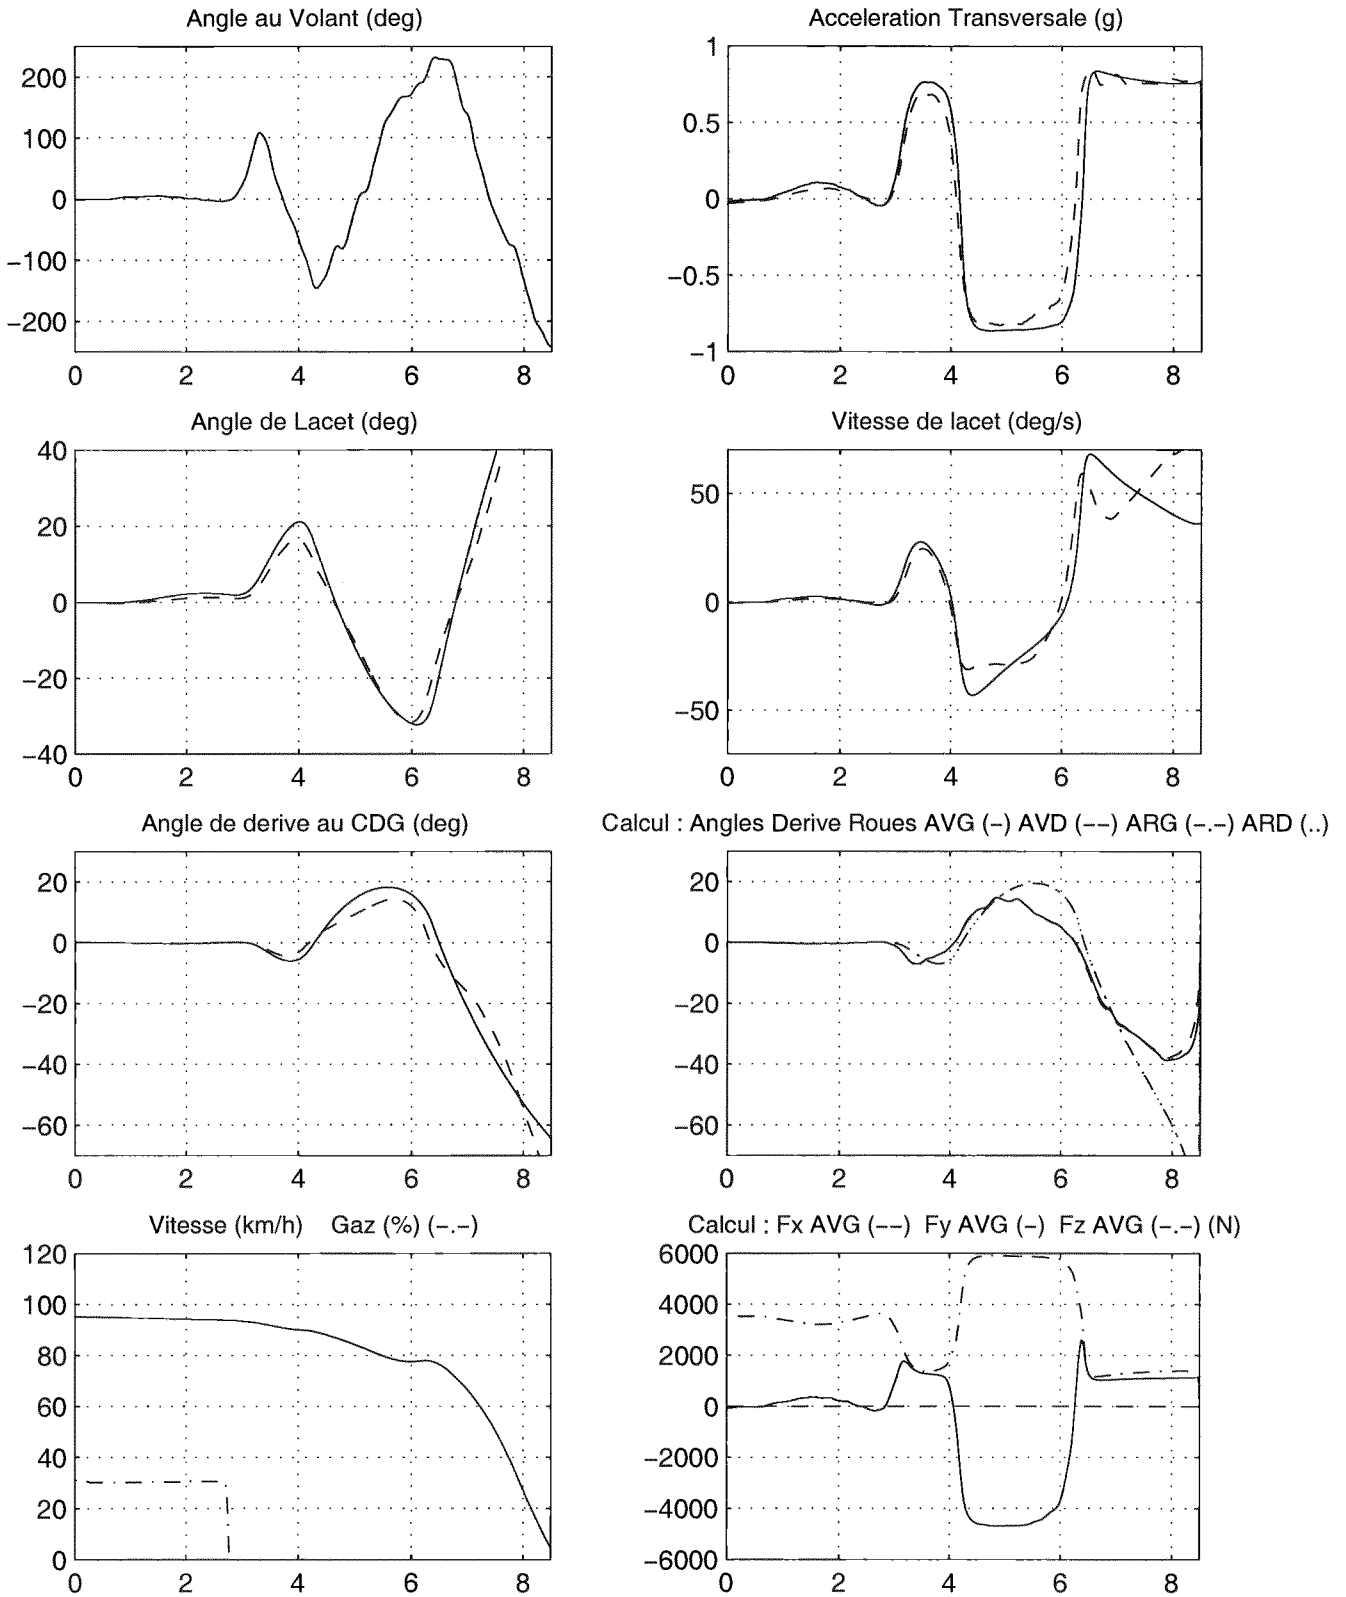 Angle au Volant (deg)
200
100
0
−100
−200
0 2 4 6 8
Acceleration Transversale (g)
1
0.5
0
−0.5
−1
0 2 4 6 8
Angle de Lacet (deg)
40
20
0
−20
−40
0 2 4 6 8
Vitesse de lacet (deg/s)
50
0
−50
0 2 4 6 8
Angle de derive au CDG (deg)
20
0
−20
−40
−60
0 2 4 6 8
Calcul : Angles Derive Roues AVG (−) AVD (−−) ARG (−.−) ARD (..)
20
0
−20
−40
−60
0 2 4 6 8
Vitesse (km/h) Gaz (%) (−.−)
120
100
80
60
40
20
0
0 2 4 6 8
Calcul : Fx AVG (−−) Fy AVG (−) Fz AVG (−.−) (N)
6000
4000
2000
0
−2000
−4000
−6000
0 2 4 6 8